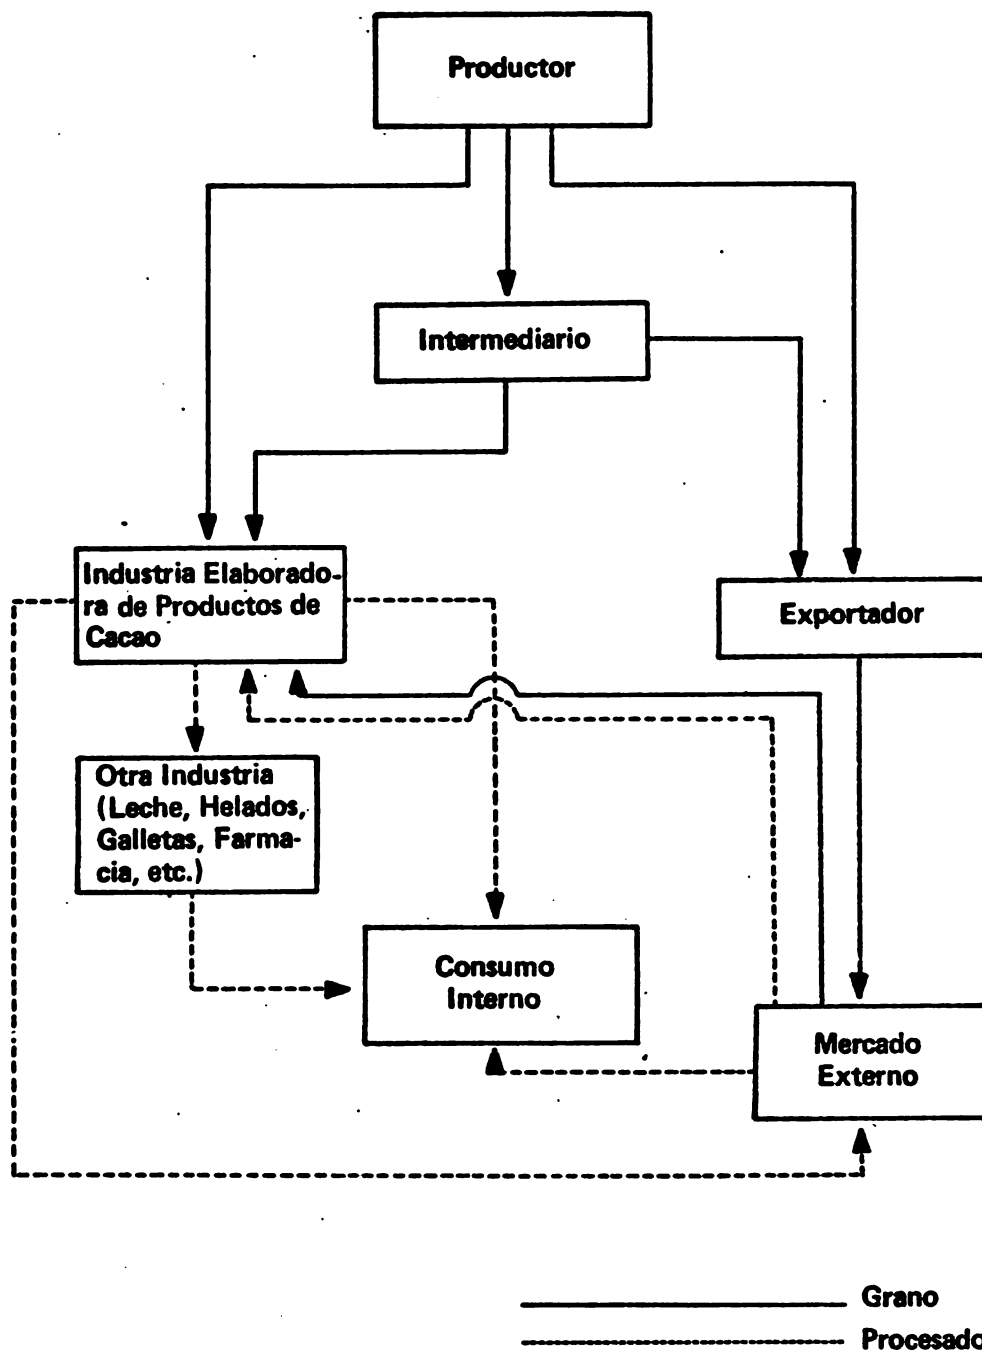 Productor
Intermediario
Industria Elaborado-
ra de Productos de
Cacao
Exportador
Otra Industria
(Leche, Helados,
Galletas, Farma-
cia, etc.)
Consumo
Interno
Mercado
Externo
Grano
Procesado